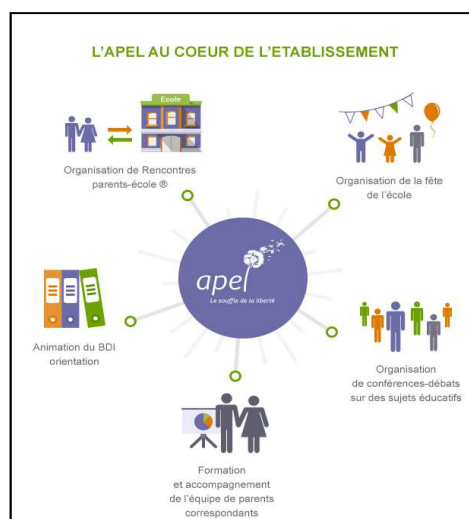 L'APEL AU COEUR DE L'ETABLISSEMENT
Ecole
Organisation de Rencontres
parents-école ®
Organisation de la fête
de l'école
apel
Le souffle de la liberté
Animation du BDI
orientation
Organisation
de conférences-débats
sur des sujets éducatifs
Formation
et accompagnement
de l'équipe de parents
correspondants